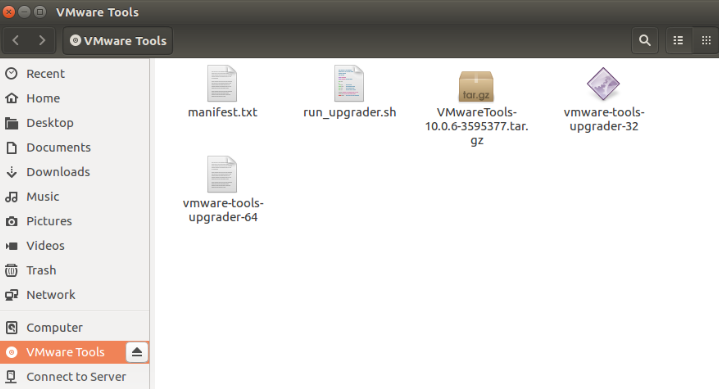 VMware Tools
VMware Tools
Recent
Home
Desktop
Documents
Downloads
Music
Pictures
Videos
Trash
Network
Computer
VMware Tools
Connect to Server
manifest.txt
run_upgrader.sh
tar.gz
VMwareTools-
10.0.6-3595377.tar.
gz
vmware-tools-
upgrader-32
vmware-tools-
upgrader-64